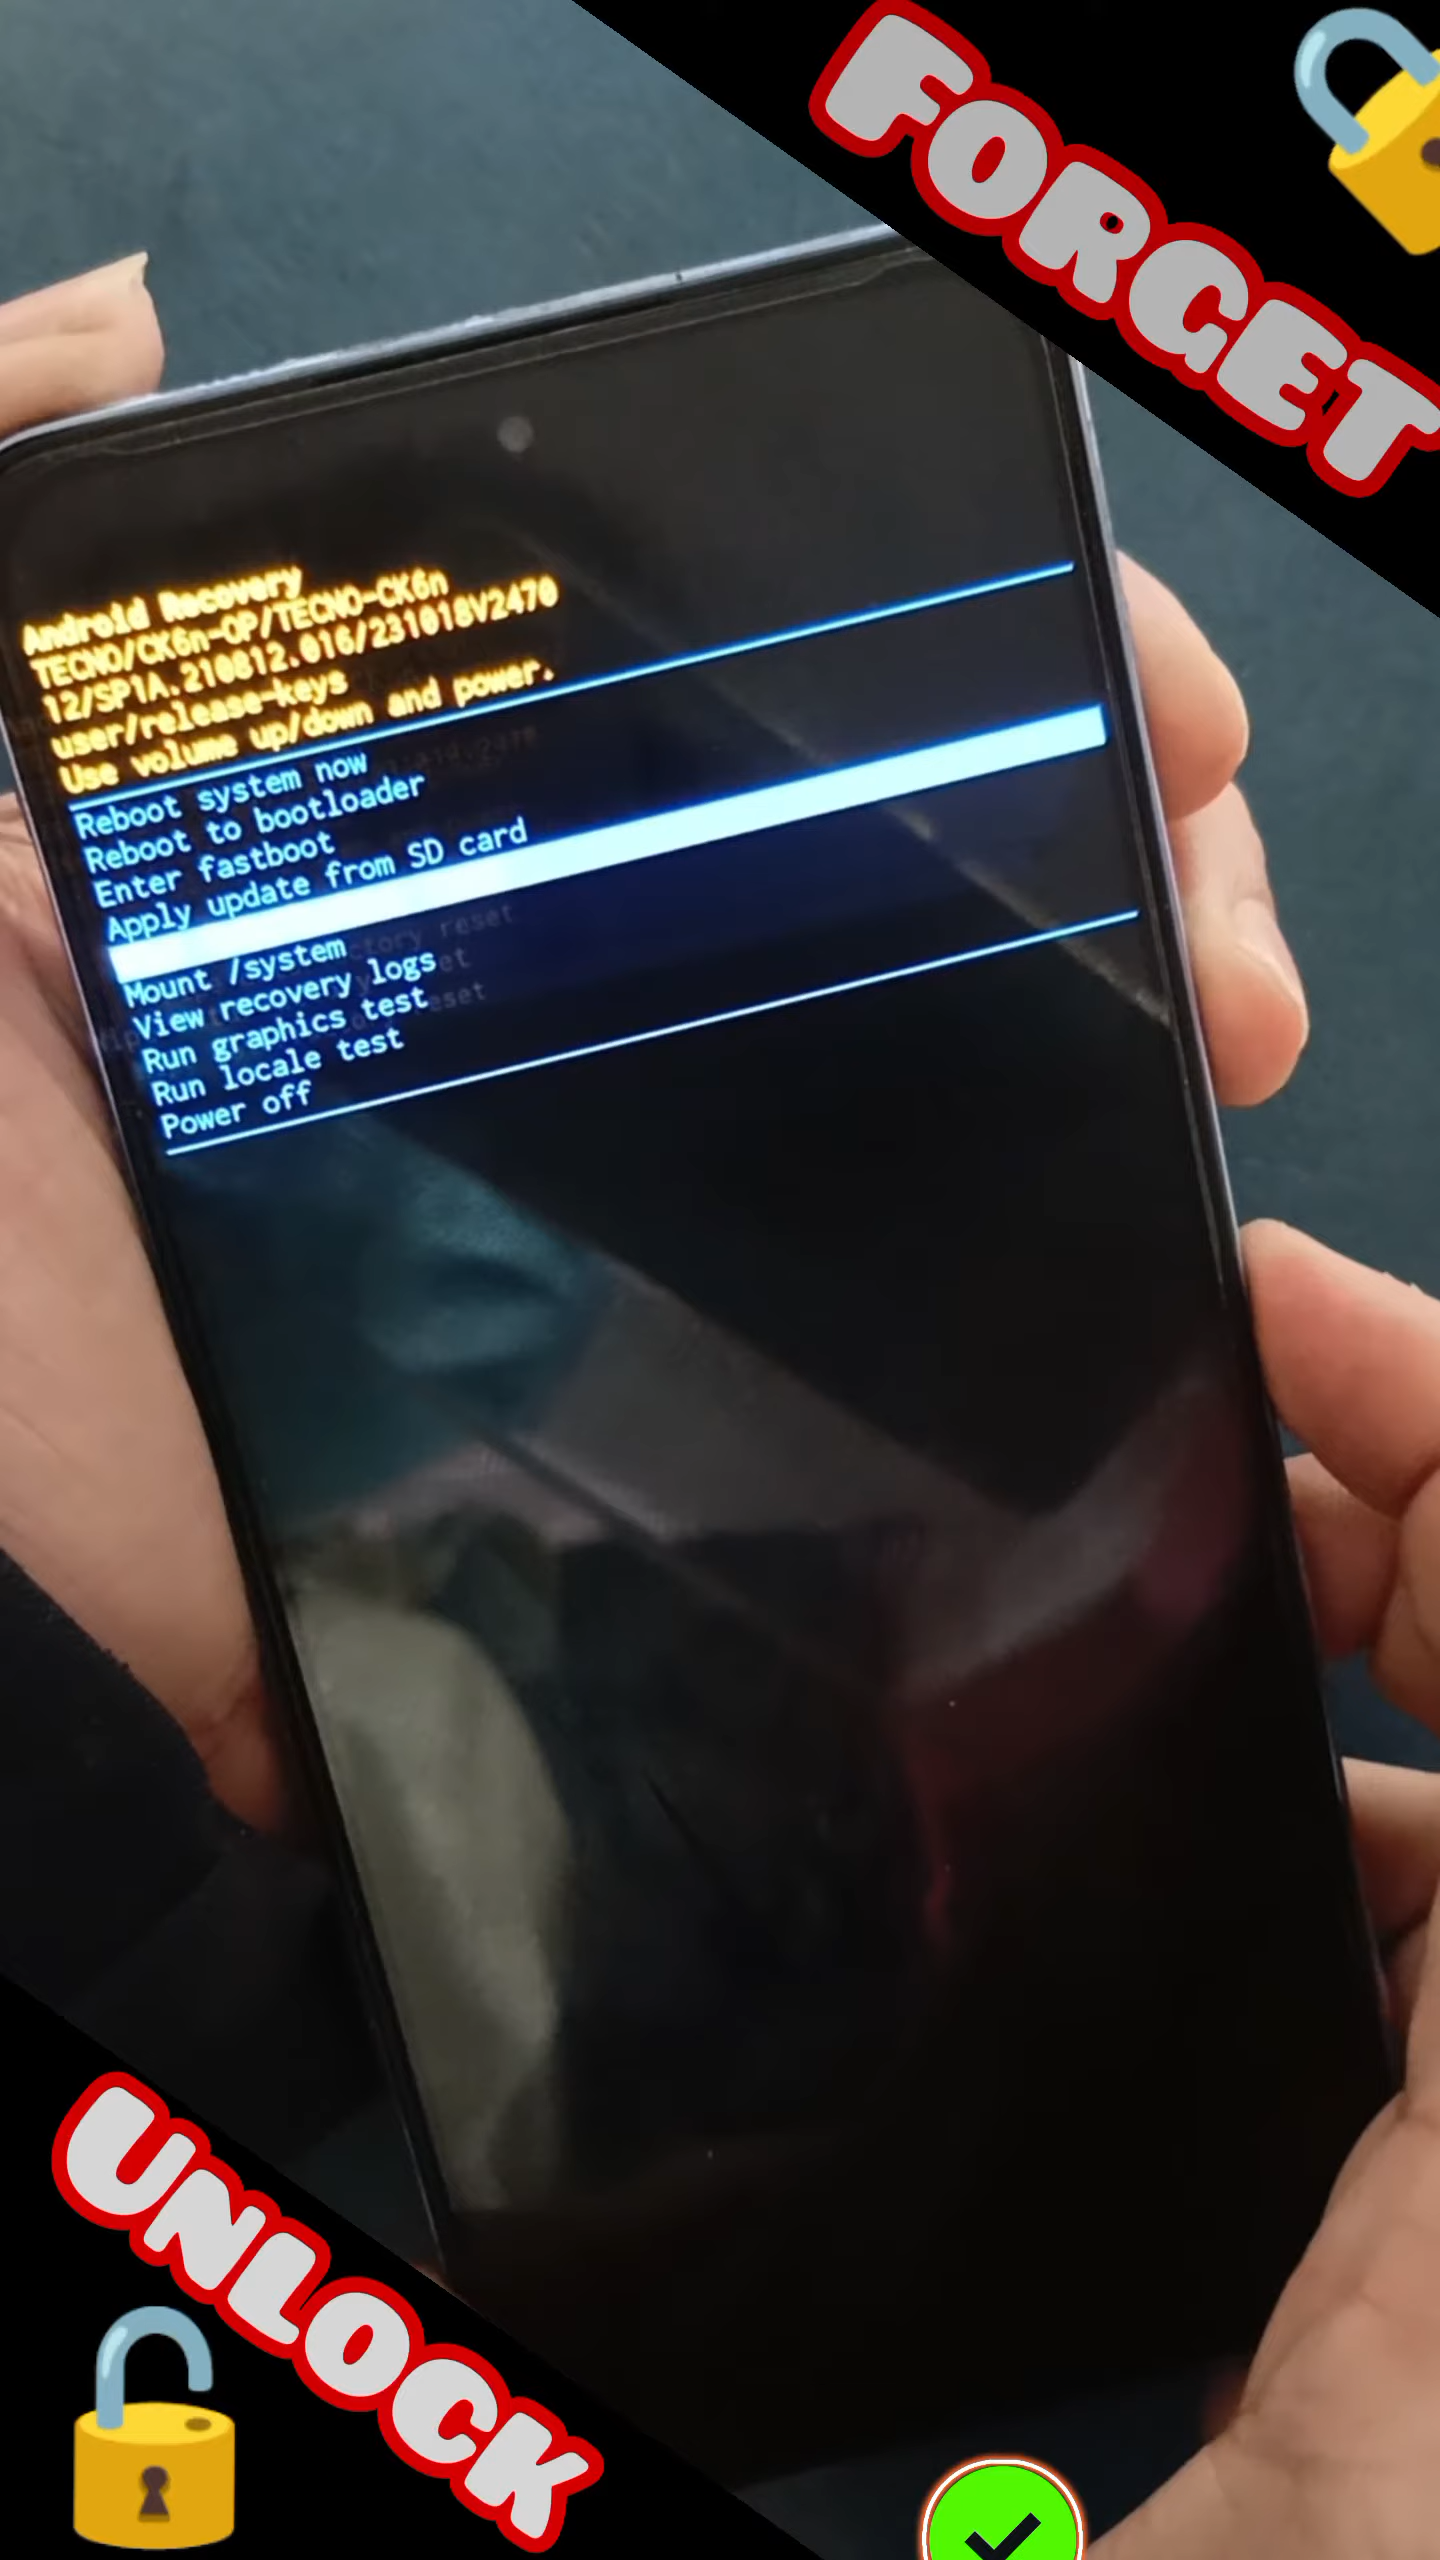 FORGET
Android Recovery
TECNO/CK6n-OP/TECNO-CK6n
12/SP1A.210812.016/231018V2470
user/release-keys
Use volume up/down and power.
Reboot system now
Reboot to bootloader
Enter fastboot
Apply update from SD card
Mount /system
View recovery logs
Run graphics test
Run locale test
Power off
UNLOCK